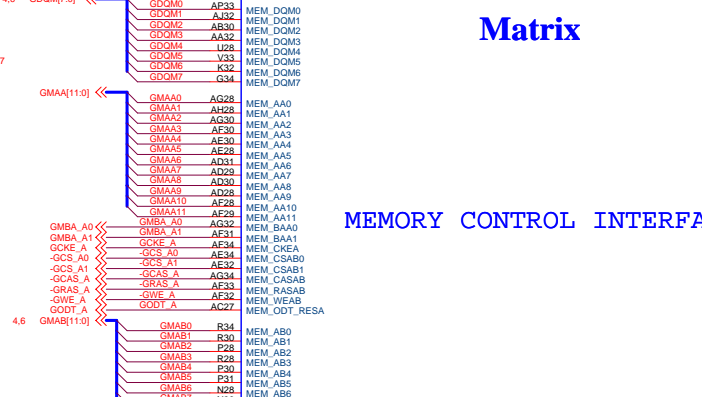 GDQM0 AP33 MEM_DQM0
GDQM1 AJ32 MEM_DQM1
GDQM2 AB30 MEM_DQM2
GDQM3 AA32 MEM_DQM3
GDQM4 U28 MEM_DQM4
GDQM5 V33 MEM_DQM5
GDQM6 K32 MEM_DQM6
GDQM7 G34 MEM_DQM7
Matrix
7
GMAA[11:0]
GMAA0 AG28 MEM_AA0
GMAA1 AH28 MEM_AA1
GMAA2 AG30 MEM_AA2
GMAA3 AF30 MEM_AA3
GMAA4 AE30 MEM_AA4
GMAA5 AE28 MEM_AA5
GMAA6 AD31 MEM_AA6
GMAA7 AD29 MEM_AA7
GMAA8 AD30 MEM_AA8
GMAA9 AD28 MEM_AA9
GMAA10 AF28 MEM_AA10
GMAA11 AF29 MEM_AA11
GMBA_A0 GMBA_A0 AG32 MEM_BAA0
GMBA_A1 GMBA_A1 AF31 MEM_BAA1
GCKE_A GCKE_A AF34 MEM_CKEA
-GCS_A0 -GCS_A0 AE34 MEM_CSAB0
-GCS_A1 -GCS_A1 AE32 MEM_CSAB1
-GCAS_A -GCAS_A AG34 MEM_CASAB
-GRAS_A -GRAS_A AF33 MEM_RASAB
-GWE_A -GWE_A AF32 MEM_WEAB
GODT_A GODT_A AC27 MEM_ODT_RESA
MEMORY CONTROL INTERFA
4,6 GMAB[11:0]
GMAB0 R34 MEM_AB0
GMAB1 R30 MEM_AB1
GMAB2 P28 MEM_AB2
GMAB3 R28 MEM_AB3
GMAB4 P30 MEM_AB4
GMAB5 P31 MEM_AB5
GMAB6 N28 MEM_AB6